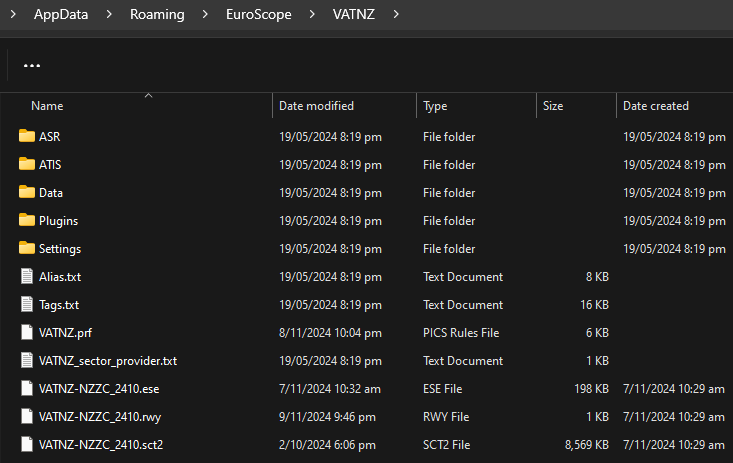 AppData Roaming EuroScope VATNZ
...
Name Date modified Type Size Date created
ASR 19/05/2024 8:19 pm File folder 19/05/2024 8:19 pm
ATIS 19/05/2024 8:19 pm File folder 19/05/2024 8:19 pm
Data 19/05/2024 8:19 pm File folder 19/05/2024 8:19 pm
Plugins 19/05/2024 8:19 pm File folder 19/05/2024 8:19 pm
Settings 19/05/2024 8:19 pm File folder 19/05/2024 8:19 pm
Alias.txt 19/05/2024 8:19 pm Text Document 8 KB
Tags.txt 19/05/2024 8:19 pm Text Document 16 KB
VATNZ.prf 8/11/2024 10:04 pm PICS Rules File 6 KB
VATNZ_sector_provider.txt 19/05/2024 8:19 pm Text Document 1 KB
VATNZ-NZZC_2410.ese 7/11/2024 10:32 am ESE File 198 KB 7/11/2024 10:29 am
VATNZ-NZZC_2410.rwy 9/11/2024 9:46 pm RWY File 1 KB 7/11/2024 10:29 am
VATNZ-NZZC_2410.sct2 2/10/2024 6:06 pm SCT2 File 8,569 KB 7/11/2024 10:29 am